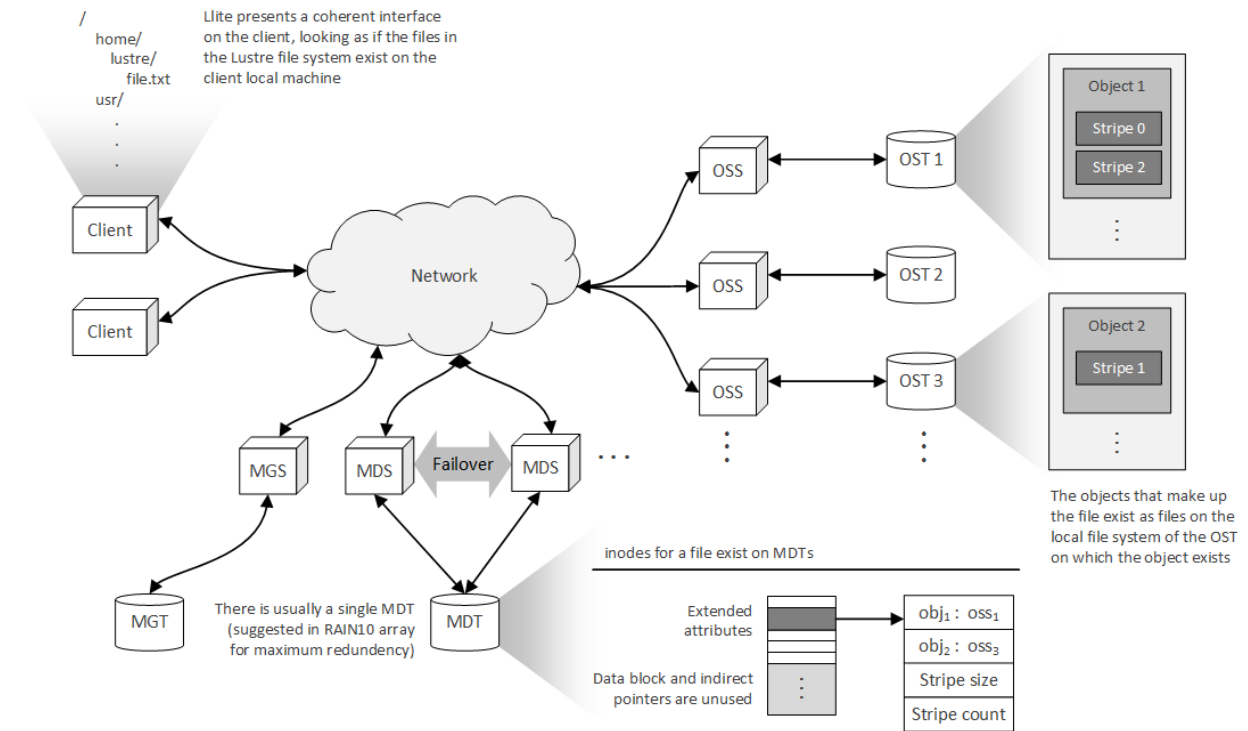 /
home/
lustre/
file.txt
usr/
.
.
.
Llite presents a coherent interface
on the client, looking as if the files in
the Lustre file system exist on the
client local machine
Client
Client
Network
OSS
OST 1
OSS
OST 2
OSS
OST 3
Object 1
Stripe 0
Stripe 2
Object 2
Stripe 1
The objects that make up
the file exist as files on the
local file system of the OST
on which the object exists
MGS
MDS
Failover
MDS
. . .
MGT
There is usually a single MDT
(suggested in RAIN10 array
for maximum redundency)
MDT
inodes for a file exist on MDTs
Extended
attributes
Data block and indirect
pointers are unused
obj₁ : oss₁
obj₂ : oss₃
Stripe size
Stripe count